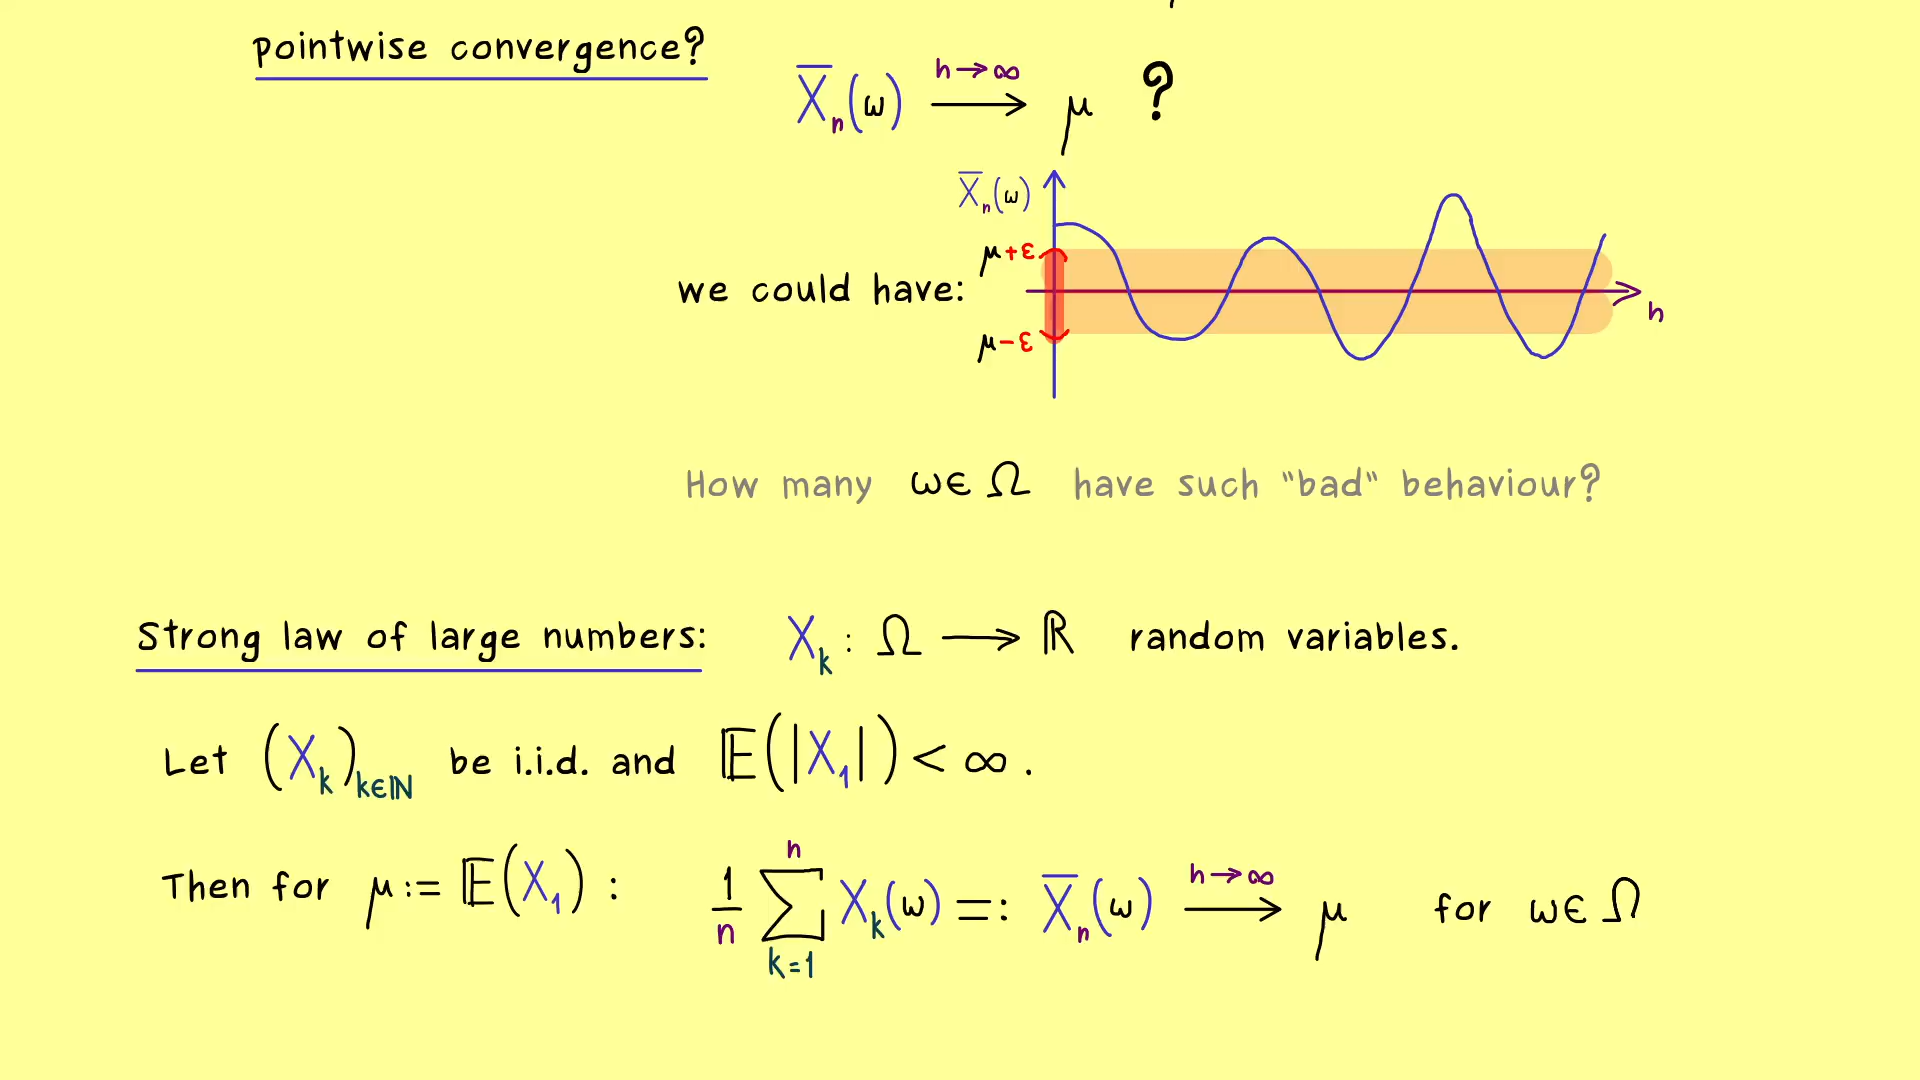 pointwise convergence?
X̅ₙ(ω) n→∞ ⟶ μ ?
X̅ₙ(ω)
μ+ε
we could have:
n
μ−ε
How many ω∈Ω have such "bad" behaviour?
Strong law of large numbers: Xₖ : Ω ⟶ ℝ random variables.
Let (Xₖ)ₖ∈ℕ be i.i.d. and 𝔼(|X₁|) < ∞ .
Then for μ := 𝔼(X₁) : 1/n ∑ₖ₌₁ⁿ Xₖ(ω) =: X̅ₙ(ω) n→∞ ⟶ μ for ω∈Ω